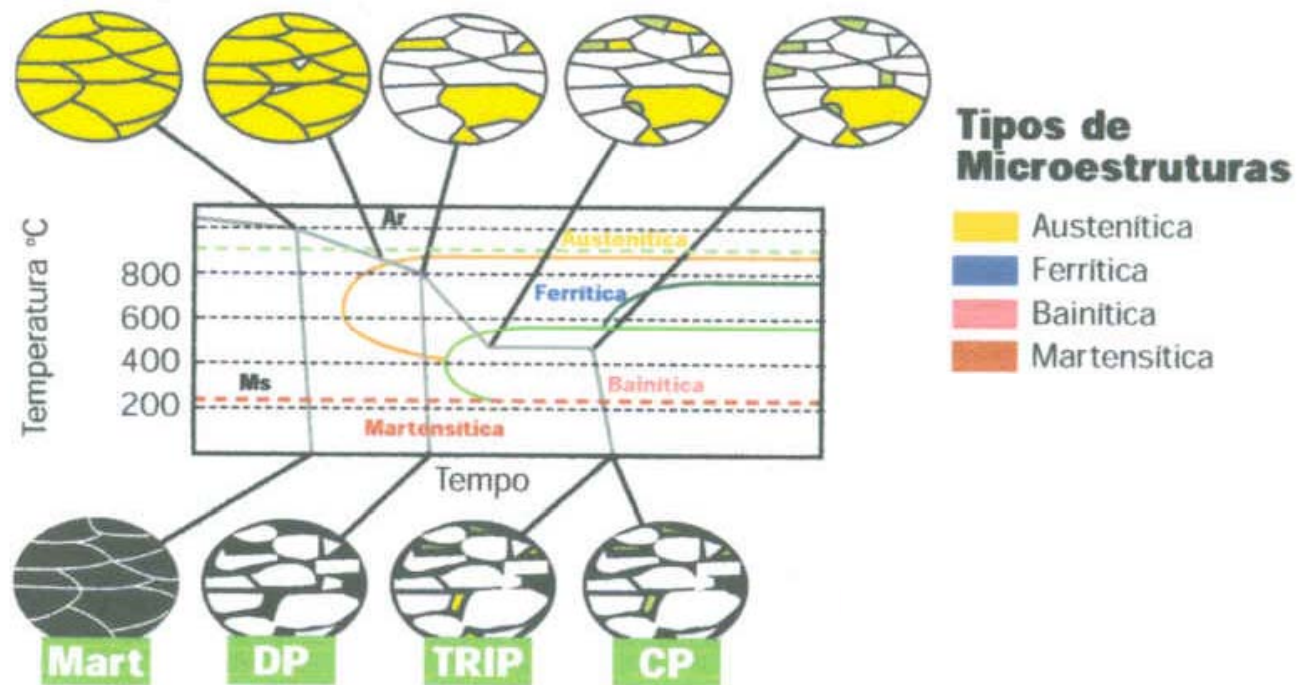 Tipos de
Microestruturas
Austenítica
Ferrítica
Bainítica
Martensítica
Temperatura ºC
800
600
400
200
Ar
Austenítica
Ferrítica
Ms
Bainítica
Martensítica
Tempo
Mart
DP
TRIP
CP